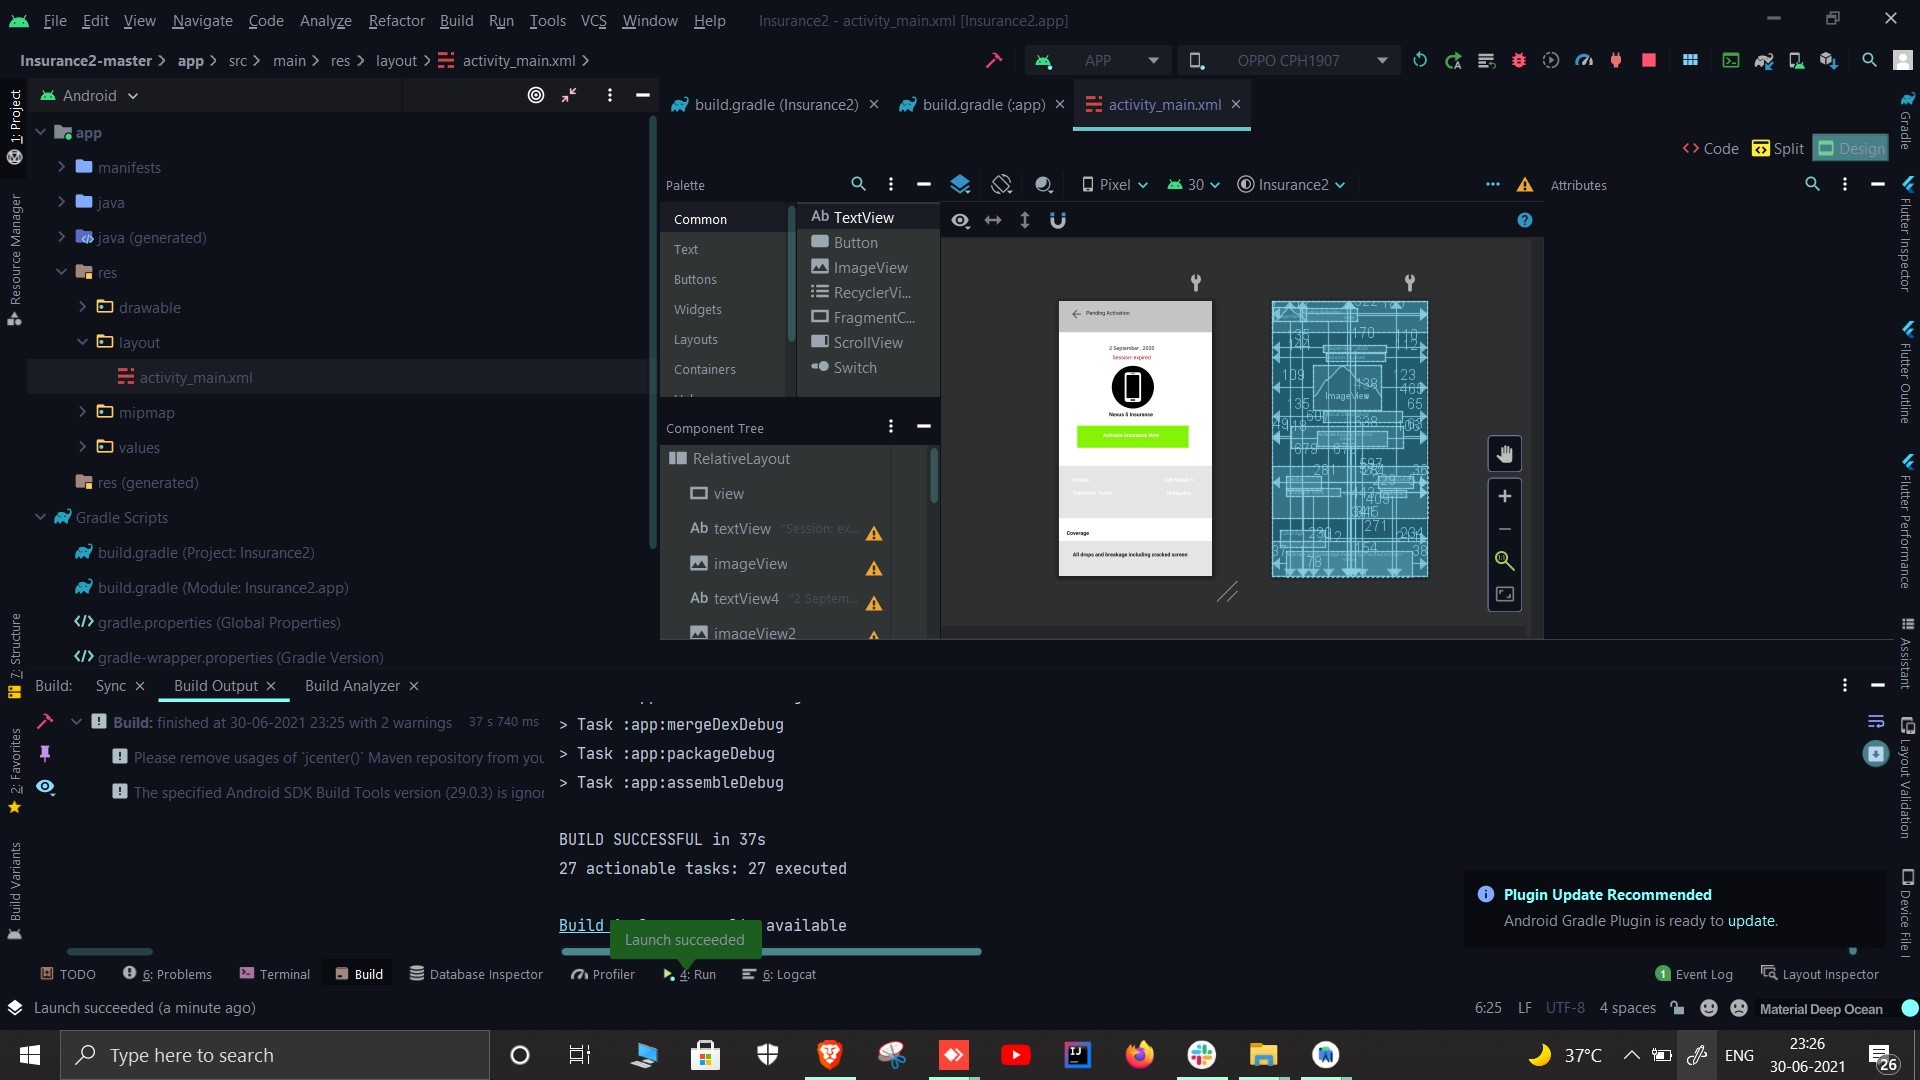 File Edit View Navigate Code Analyze Refactor Build Run Tools VCS Window Help Insurance2 - activity_main.xml [Insurance2.app]
Insurance2-master app src main res layout activity_main.xml APP OPPO CPH1907
1: Project
Resource Manager
7: Structure
2: Favorites
Build Variants
Android
app
manifests
java
java (generated)
res
drawable
layout
activity_main.xml
mipmap
values
res (generated)
Gradle Scripts
build.gradle (Project: Insurance2)
build.gradle (Module: Insurance2.app)
gradle.properties (Global Properties)
gradle-wrapper.properties (Gradle Version)
build.gradle (Insurance2) build.gradle (:app) activity_main.xml
Code Split Design
Palette
Common
Text
Buttons
Widgets
Layouts
Containers
Ab TextView
Button
ImageView
RecyclerVi...
FragmentC...
ScrollView
Switch
Component Tree
RelativeLayout
view
Ab textView "Session: ex...
imageView
Ab textView4 "2 Septem...
imageView2
Pixel 30 Insurance2
Attributes
Pending Activation
2 September , 2020
Session: expired
Nexus 5 Insurance
Activate Insurance Now
Coverage
All drops and breakage including cracked screen
170
109
438
123
ImageView
35
65
281
271
78
38
Gradle
Flutter Inspector
Flutter Outline
Flutter Performance
Assistant
Layout Validation
Device File
Build: Sync Build Output Build Analyzer
Build: finished at 30-06-2021 23:25 with 2 warnings 37 s 740 ms
Please remove usages of `jcenter()` Maven repository from you
The specified Android SDK Build Tools version (29.0.3) is ignor
> Task :app:mergeDexDebug
> Task :app:packageDebug
> Task :app:assembleDebug
BUILD SUCCESSFUL in 37s
27 actionable tasks: 27 executed
Build available
Launch succeeded
Plugin Update Recommended
Android Gradle Plugin is ready to update.
TODO 6: Problems Terminal Build Database Inspector Profiler 4: Run 6: Logcat 1 Event Log Layout Inspector
Launch succeeded (a minute ago) 6:25 LF UTF-8 4 spaces Material Deep Ocean
Type here to search
IJ
37°C ENG
23:26
30-06-2021
26